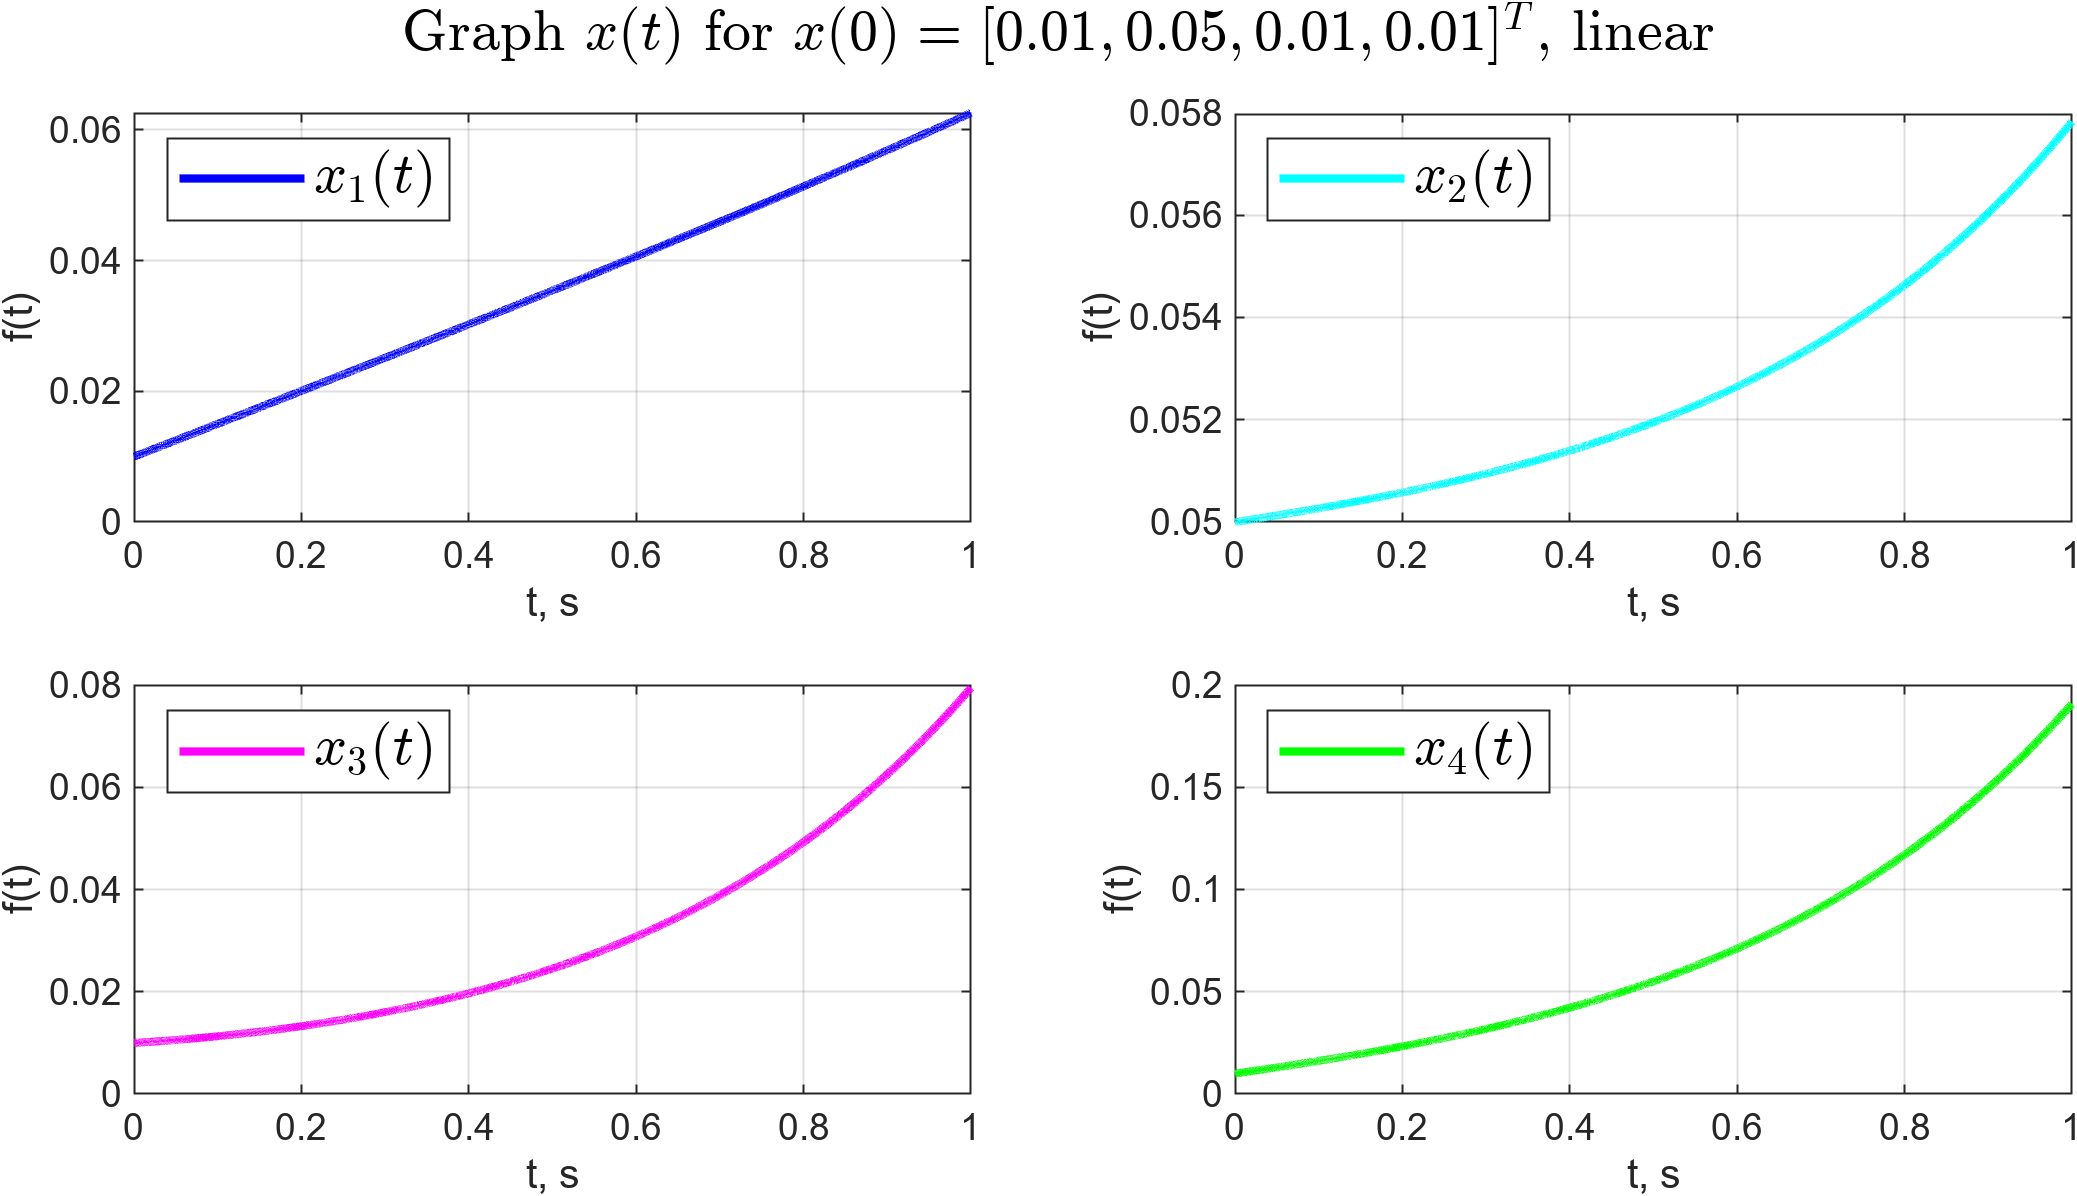 Graph x(t) for x(0) = [0.01, 0.05, 0.01, 0.01]^T, linear
0.06
0.04
0.02
0
f(t)
x₁(t)
0 0.2 0.4 0.6 0.8 1
t, s
0.058
0.056
0.054
0.052
0.05
f(t)
x₂(t)
0 0.2 0.4 0.6 0.8 1
t, s
0.08
0.06
0.04
0.02
0
f(t)
x₃(t)
0 0.2 0.4 0.6 0.8 1
t, s
0.2
0.15
0.1
0.05
0
f(t)
x₄(t)
0 0.2 0.4 0.6 0.8 1
t, s